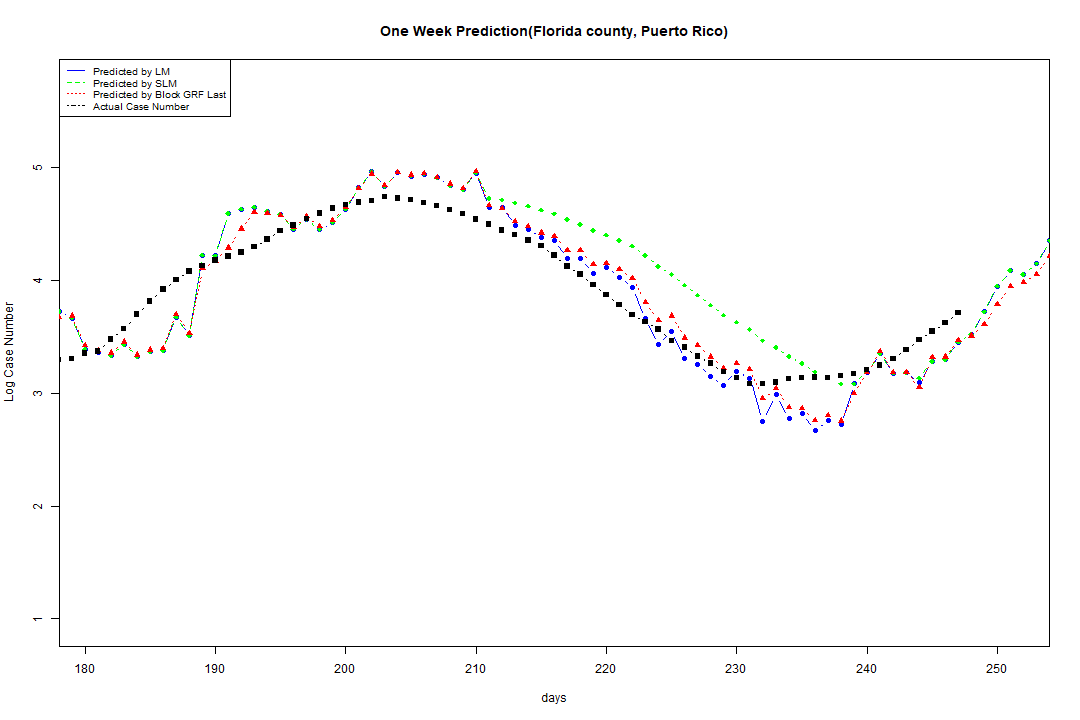 One Week Prediction(Florida county, Puerto Rico)
Predicted by LM
Predicted by SLM
Predicted by Block GRF Last
Actual Case Number
Log Case Number
5
4
3
2
1
180 190 200 210 220 230 240 250
days